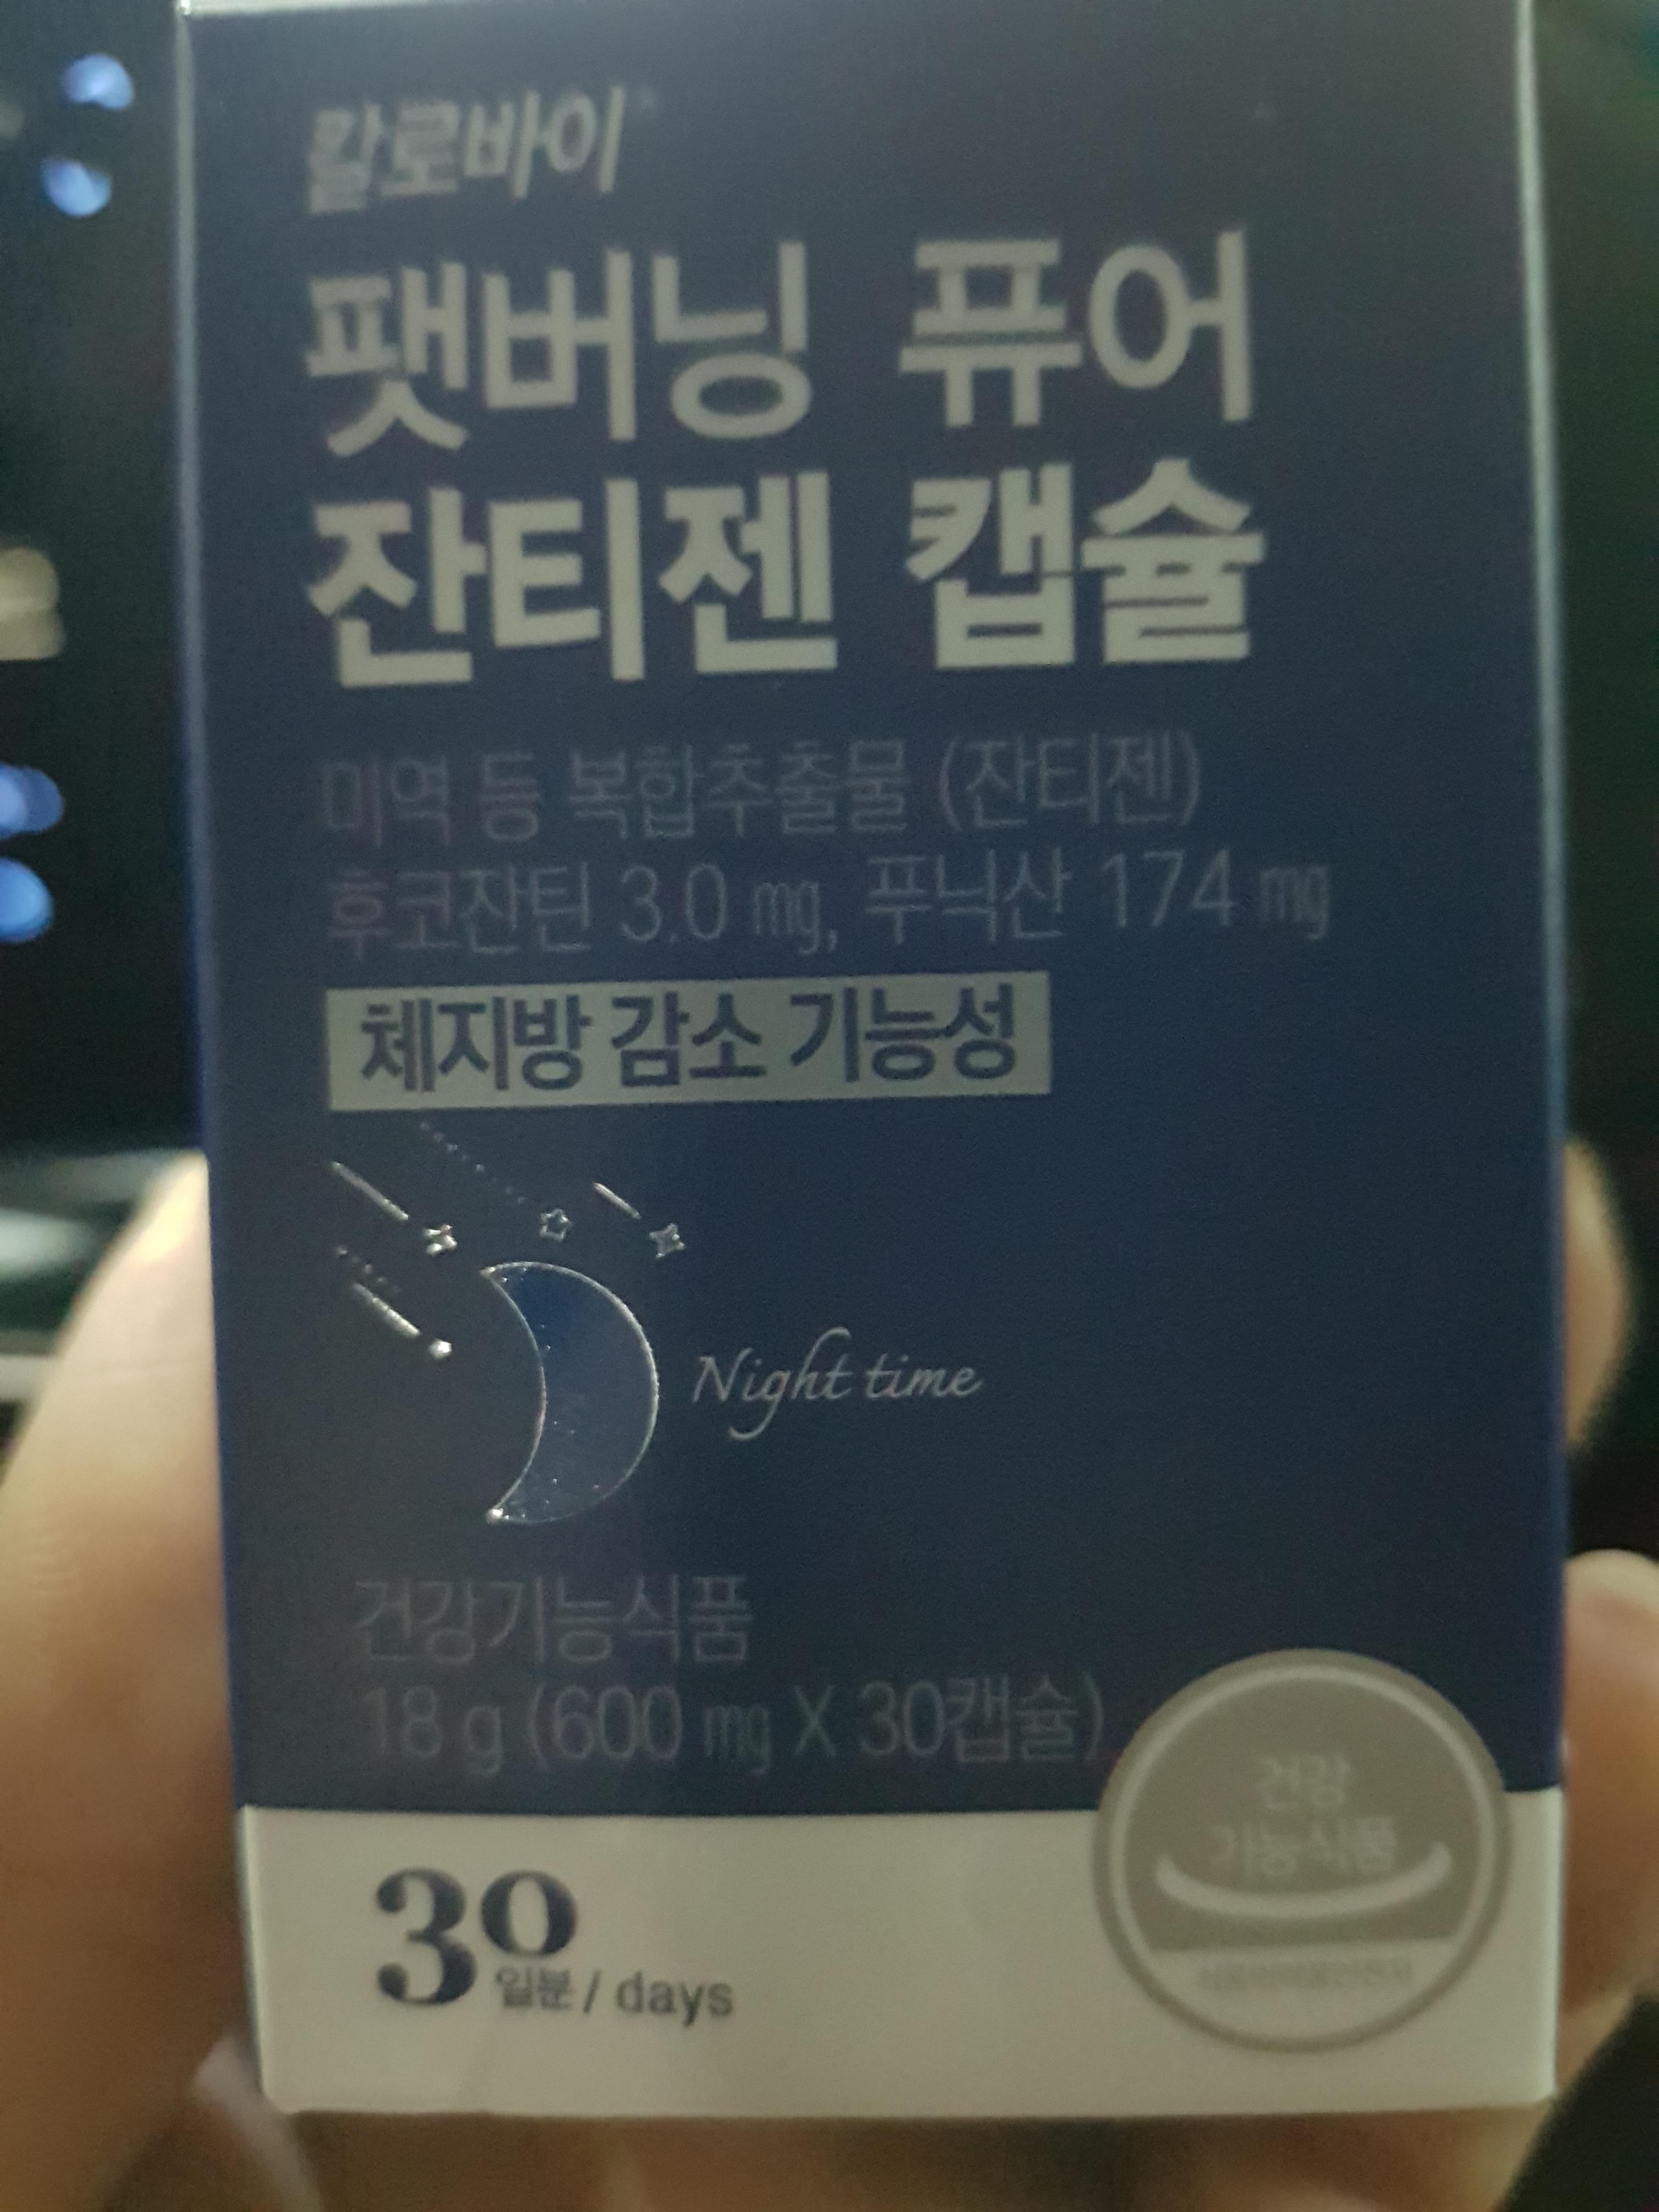 칼로바이
팻버닝 퓨어
잔티젠 캡슐
미역 등 복합추출물 (잔티젠)
후코잔틴 3.0 mg, 푸닉산 174 mg
체지방 감소 기능성
Night time
건강기능식품
18 g (600 mg X 30캡슐)
건강
기능식품
30일분 / days